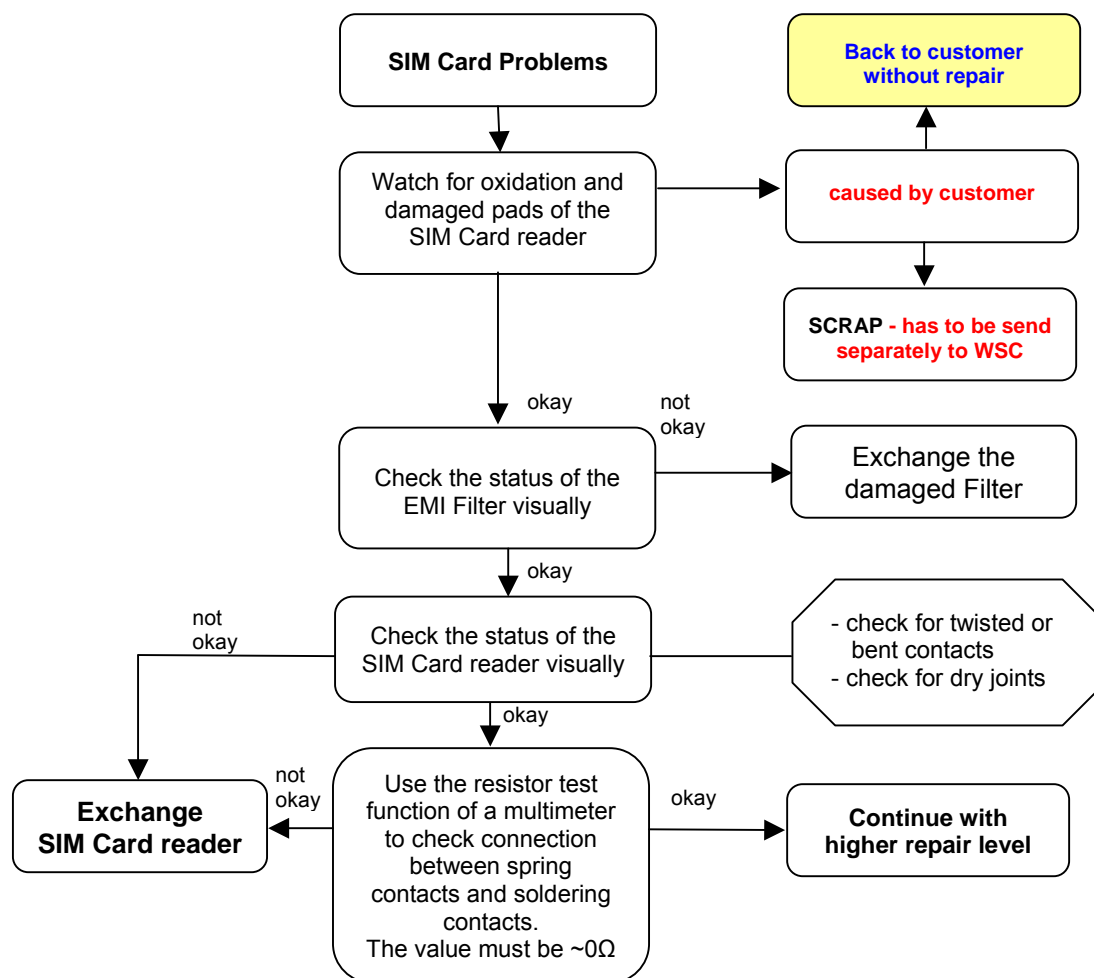 SIM Card Problems
Back to customer
without repair
Watch for oxidation and
damaged pads of the
SIM Card reader
caused by customer
SCRAP - has to be send
separately to WSC
okay
not
okay
Check the status of the
EMI Filter visually
Exchange the
damaged Filter
okay
not
okay
Check the status of the
SIM Card reader visually
- check for twisted or
bent contacts
- check for dry joints
okay
Exchange
SIM Card reader
not
okay
Use the resistor test
function of a multimeter
to check connection
between spring
contacts and soldering
contacts.
The value must be ~0Ω
okay
Continue with
higher repair level